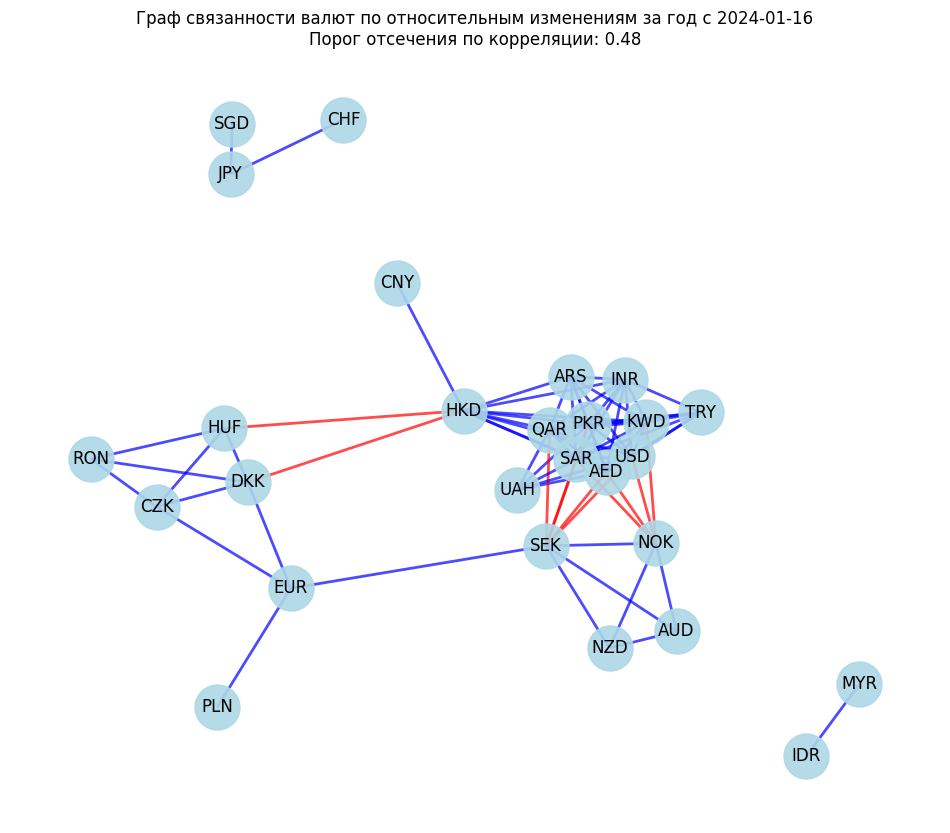 Граф связанности валют по относительным изменениям за год с 2024-01-16
Порог отсечения по корреляции: 0.48
SGD
CHF
JPY
CNY
ARS
INR
HKD
TRY
QAR
PKR
KWD
HUF
RON
SAR
USD
AED
DKK
UAH
CZK
SEK
NOK
EUR
AUD
NZD
MYR
PLN
IDR